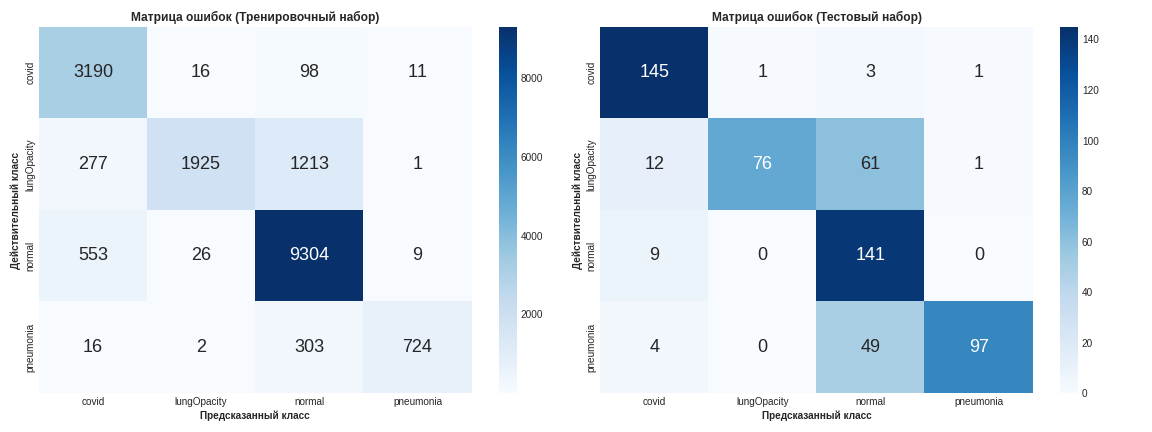 Матрица ошибок (Тренировочный набор)
Действительный класс
covid
3190 16 98 11
lungOpacity
277 1925 1213 1
normal
553 26 9304 9
pneumonia
16 2 303 724
covid lungOpacity normal pneumonia
Предсказанный класс
8000
6000
4000
2000
Матрица ошибок (Тестовый набор)
Действительный класс
covid
145 1 3 1
lungOpacity
12 76 61 1
normal
9 0 141 0
pneumonia
4 0 49 97
covid lungOpacity normal pneumonia
Предсказанный класс
140
120
100
80
60
40
20
0